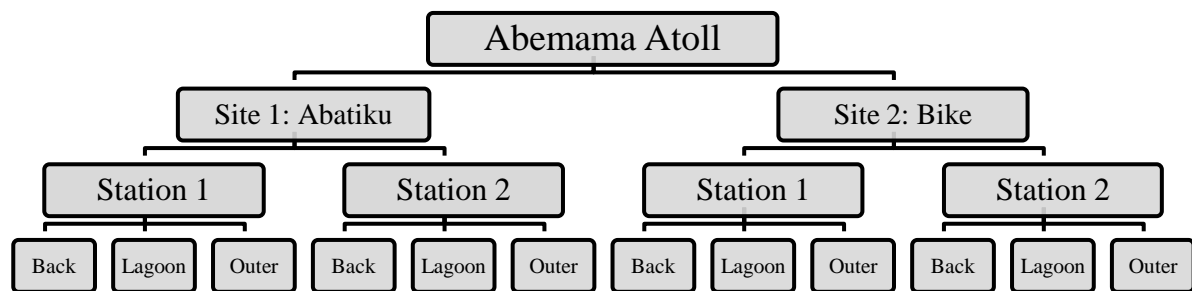 Abemama Atoll
Site 1: Abatiku
Site 2: Bike
Station 1
Station 2
Station 1
Station 2
Back
Lagoon
Outer
Back
Lagoon
Outer
Back
Lagoon
Outer
Back
Lagoon
Outer